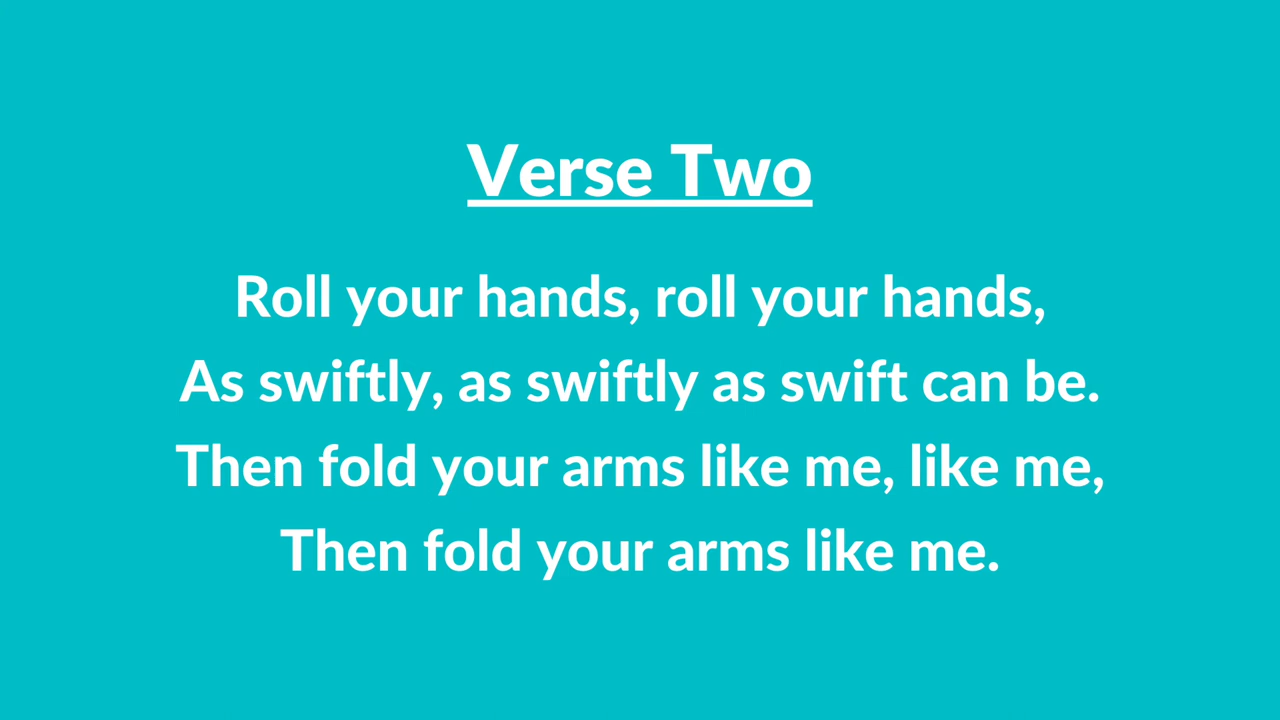 Verse Two
Roll your hands, roll your hands,
As swiftly, as swiftly as swift can be.
Then fold your arms like me, like me,
Then fold your arms like me.